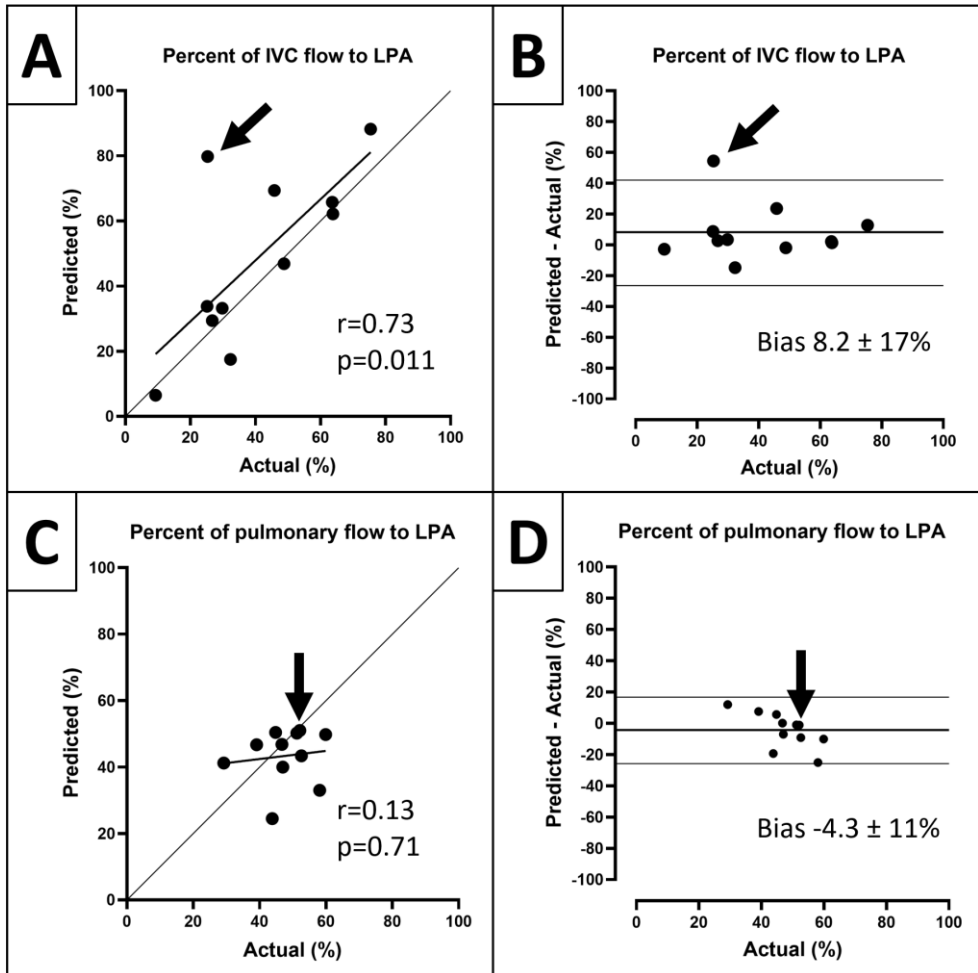 A
Percent of IVC flow to LPA
100
80
60
40
20
0
Predicted (%)
r=0.73
p=0.011
0 20 40 60 80 100
Actual (%)
B
Percent of IVC flow to LPA
100
80
60
40
20
0
-20
-40
-60
-80
-100
Predicted - Actual (%)
Bias 8.2 ± 17%
0 20 40 60 80 100
Actual (%)
C
Percent of pulmonary flow to LPA
100
80
60
40
20
0
Predicted (%)
r=0.13
p=0.71
0 20 40 60 80 100
Actual (%)
D
Percent of pulmonary flow to LPA
100
80
60
40
20
0
-20
-40
-60
-80
-100
Predicted - Actual (%)
Bias -4.3 ± 11%
0 20 40 60 80 100
Actual (%)